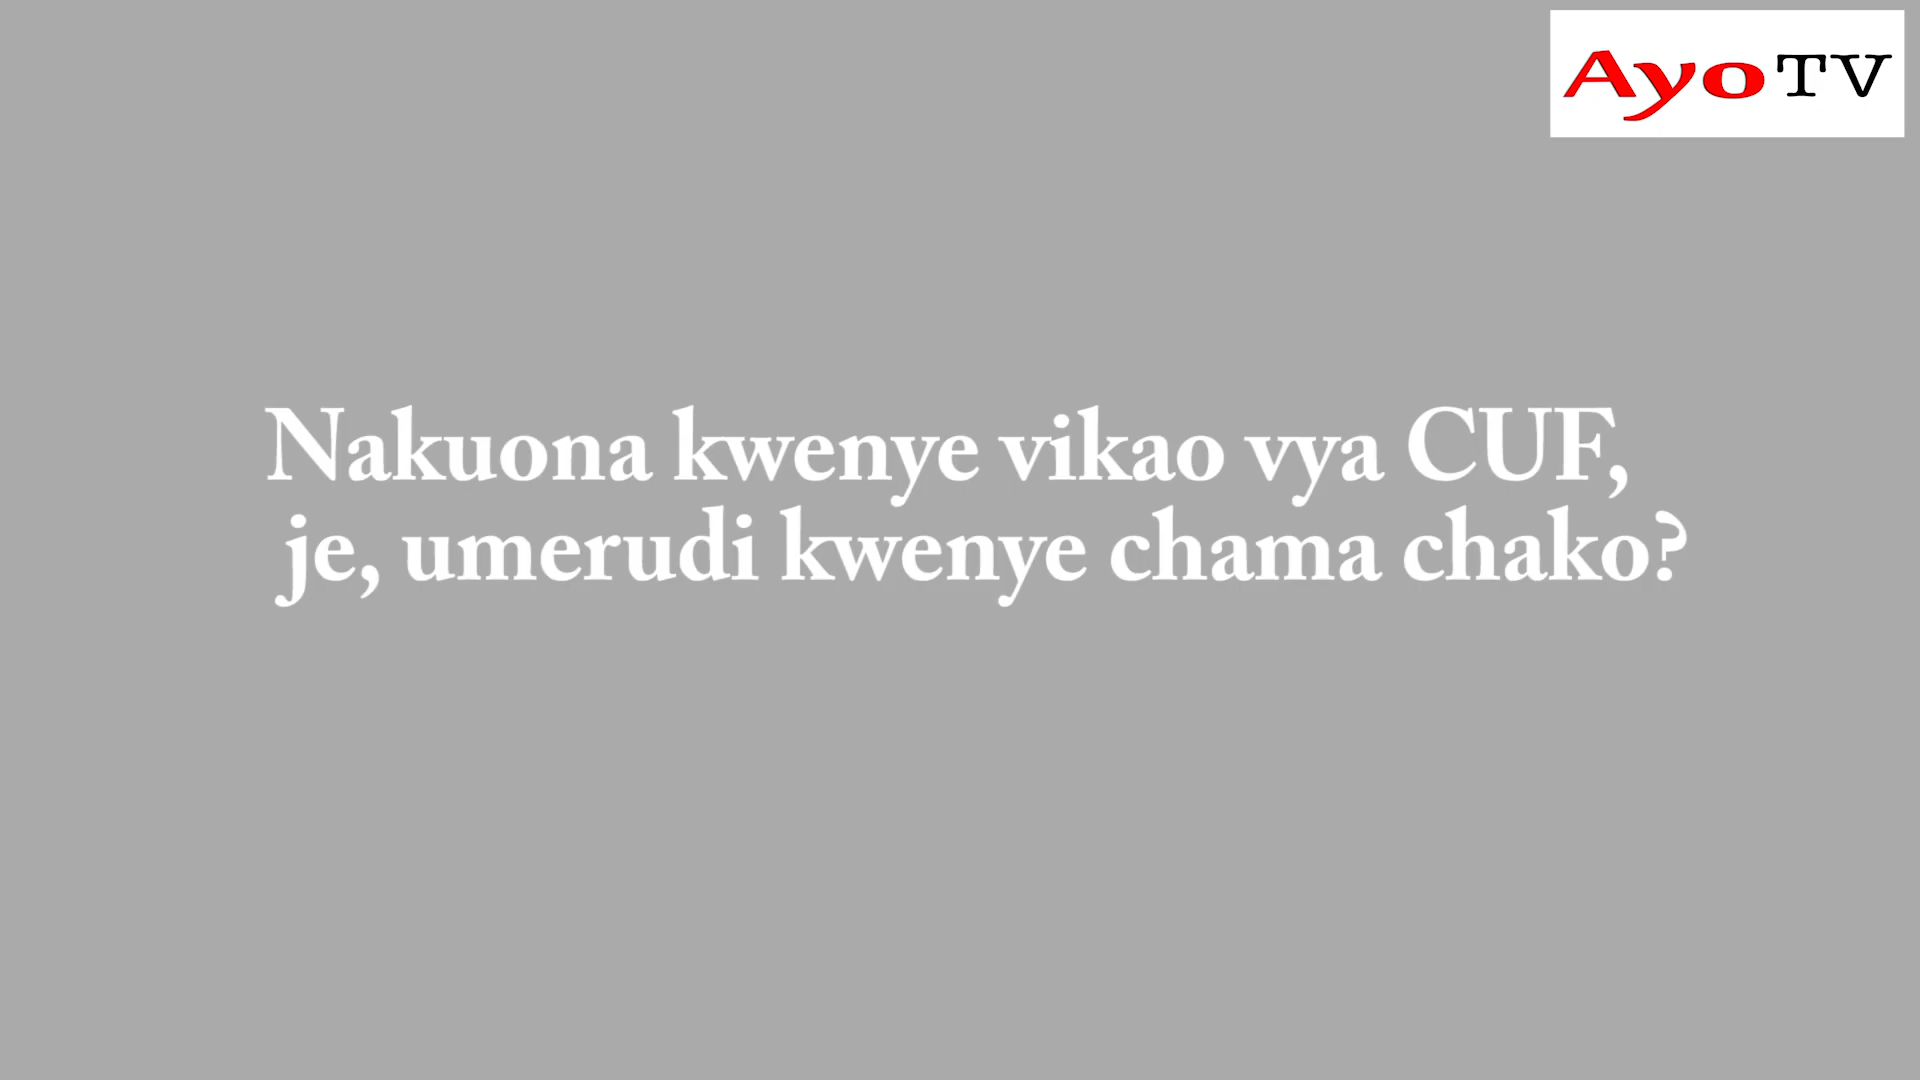 AyoTV
Nakuona kwenye vikao vya CUF,
je, umerudi kwenye chama chako?